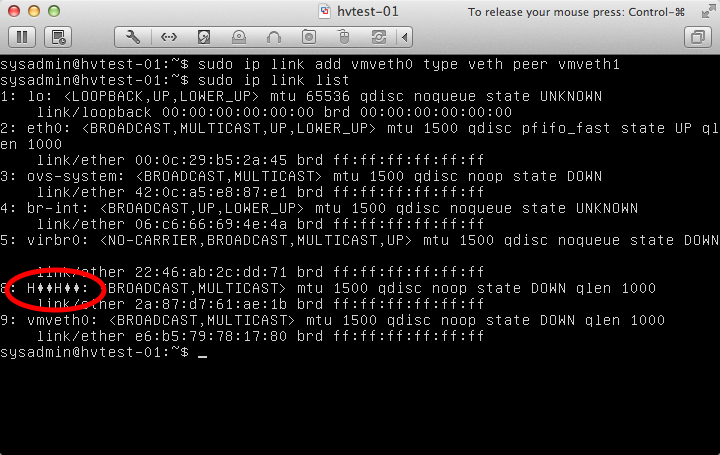 hvtest-01
To release your mouse press: Control-⌘
sysadmin@hvtest-01:~$ sudo ip link add vmveth0 type veth peer vmveth1
sysadmin@hvtest-01:~$ sudo ip link list
1: lo: <LOOPBACK,UP,LOWER_UP> mtu 65536 qdisc noqueue state UNKNOWN
link/loopback 00:00:00:00:00:00 brd 00:00:00:00:00:00
2: eth0: <BROADCAST,MULTICAST,UP,LOWER_UP> mtu 1500 qdisc pfifo_fast state UP ql
en 1000
link/ether 00:0c:29:b5:2a:45 brd ff:ff:ff:ff:ff:ff
3: ovs-system: <BROADCAST,MULTICAST> mtu 1500 qdisc noop state DOWN
link/ether 42:0c:a5:e8:87:e1 brd ff:ff:ff:ff:ff:ff
4: br-int: <BROADCAST,UP,LOWER_UP> mtu 1500 qdisc noqueue state UNKNOWN
link/ether 06:c6:66:69:4e:4a brd ff:ff:ff:ff:ff:ff
5: virbr0: <NO-CARRIER,BROADCAST,MULTICAST,UP> mtu 1500 qdisc noqueue state DOWN
link/ether 22:46:ab:2c:dd:71 brd ff:ff:ff:ff:ff:ff
8: H♦♦H♦♦: <BROADCAST,MULTICAST> mtu 1500 qdisc noop state DOWN qlen 1000
link/ether 2a:87:d7:61:ae:1b brd ff:ff:ff:ff:ff:ff
9: vmveth0: <BROADCAST,MULTICAST> mtu 1500 qdisc noop state DOWN qlen 1000
link/ether e6:b5:79:78:17:80 brd ff:ff:ff:ff:ff:ff
sysadmin@hvtest-01:~$ _